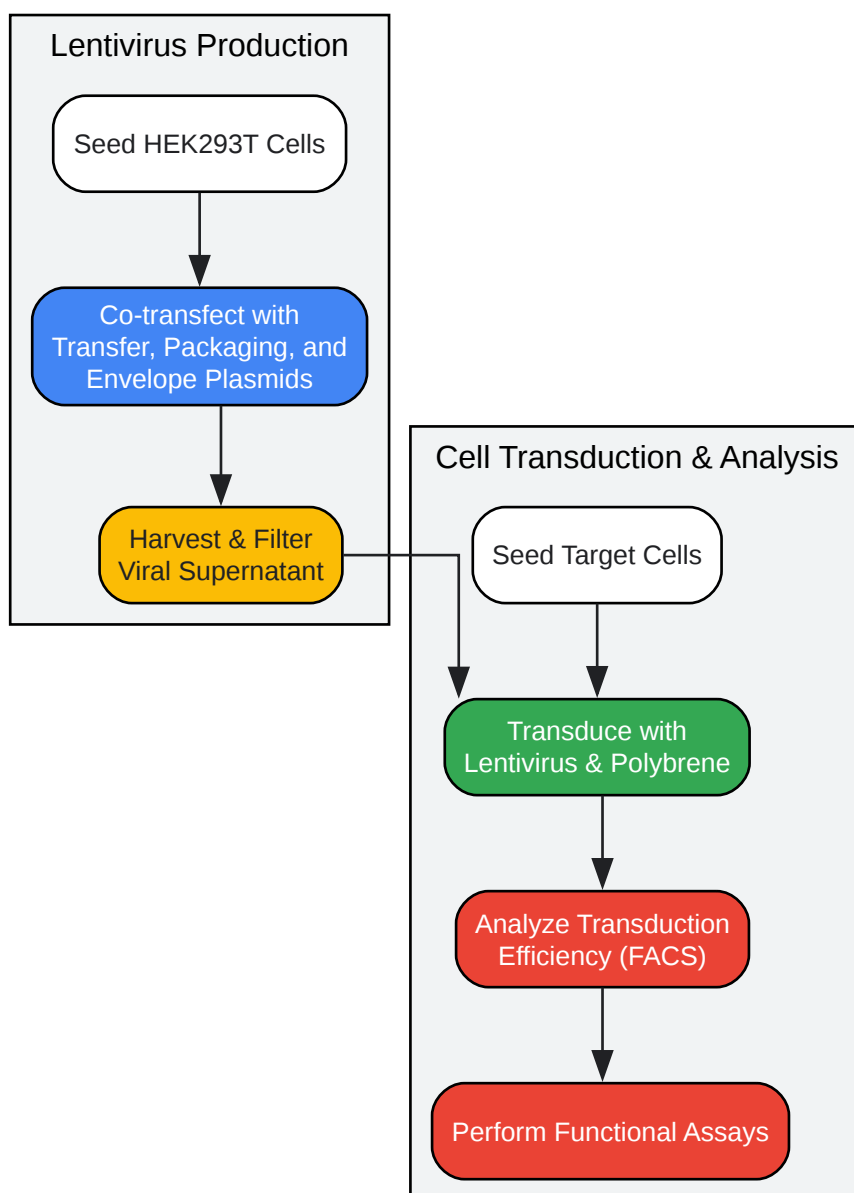 Lentivirus Production
Seed HEK293T Cells
Co-transfect with
Transfer, Packaging, and
Envelope Plasmids
Harvest & Filter
Viral Supernatant
Cell Transduction & Analysis
Seed Target Cells
Transduce with
Lentivirus & Polybrene
Analyze Transduction
Efficiency (FACS)
Perform Functional Assays